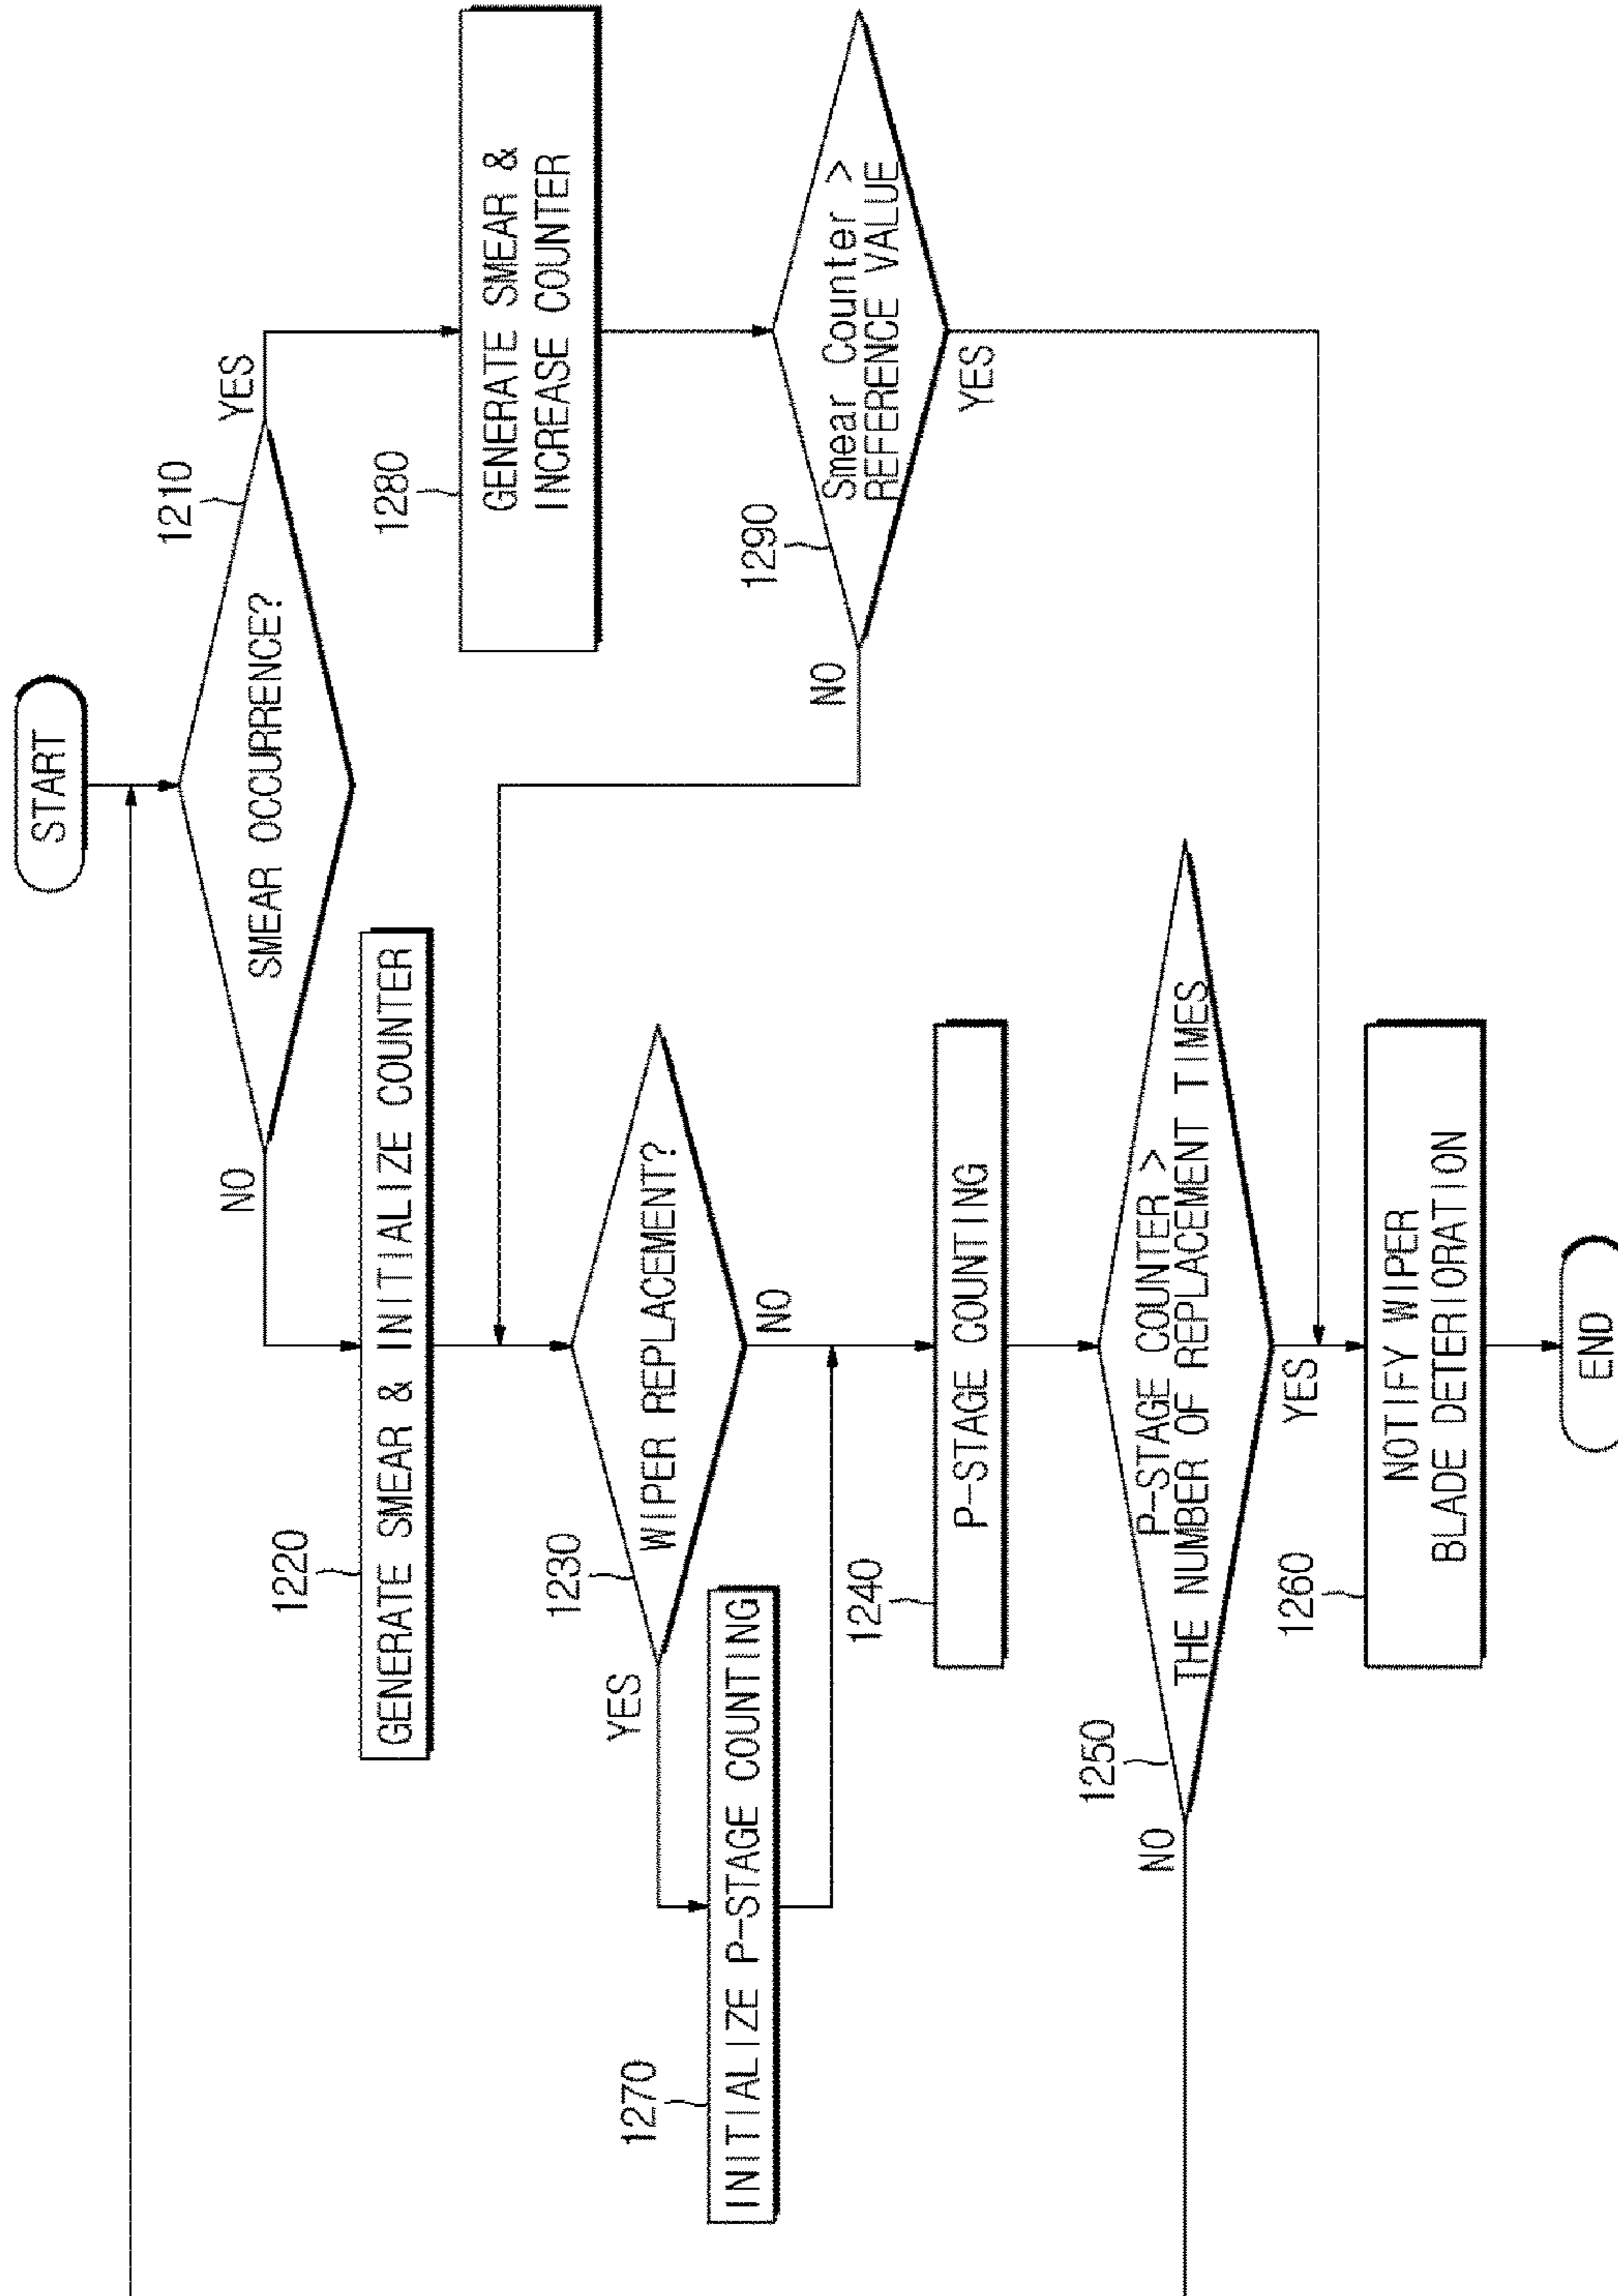 START
SMEAR OCCURRENCE?
1210
YES
NO
1220
GENERATE SMEAR & INITIALIZE COUNTER
1280
GENERATE SMEAR &
INCREASE COUNTER
1230
WIPER REPLACEMENT?
YES
NO
1290
Smear Counter >
REFERENCE VALUE
NO
YES
1270
INITIALIZE P-STAGE COUNTING
1240
P-STAGE COUNTING
1250
P-STAGE COUNTER >
THE NUMBER OF REPLACEMENT TIMES
NO
YES
1260
NOTIFY WIPER
BLADE DETERIORATION
END